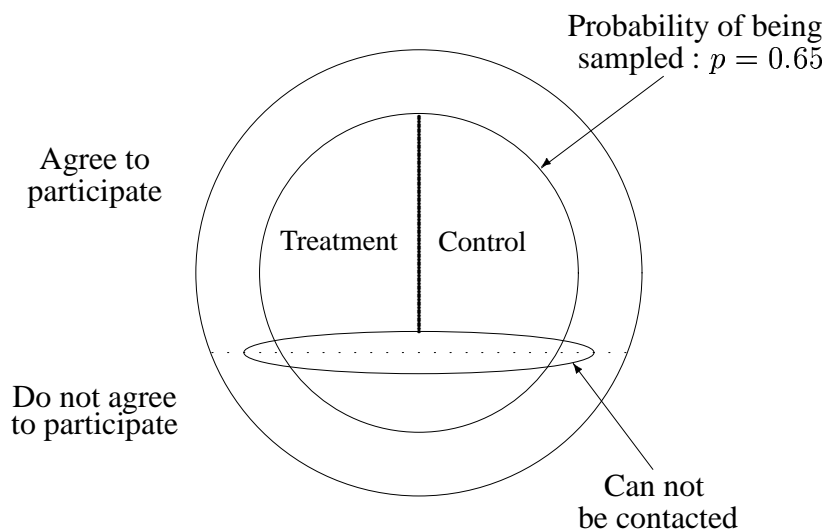 Probability of being
sampled : p = 0.65
Agree to
participate
Treatment
Control
Do not agree
to participate
Can not
be contacted